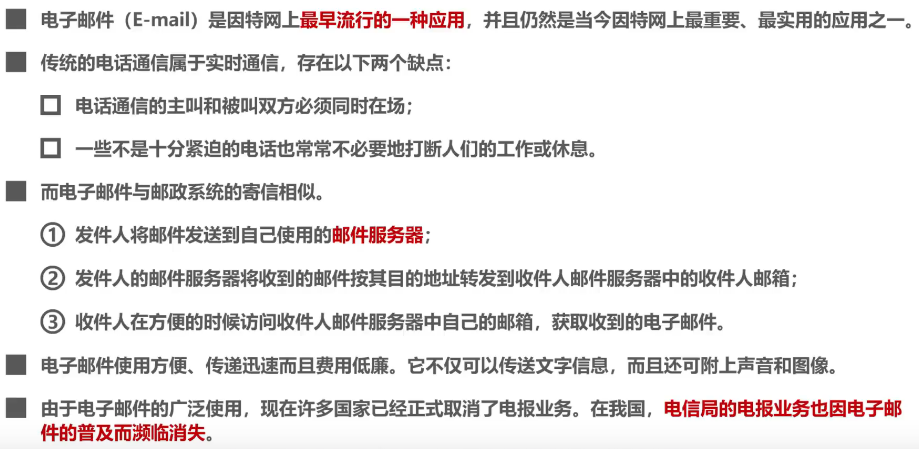 电子邮件（E-mail）是因特网上最早流行的一种应用，并且仍然是当今因特网上最重要、最实用的应用之一。
传统的电话通信属于实时通信，存在以下两个缺点：
电话通信的主叫和被叫双方必须同时在场；
一些不是十分紧迫的电话也常常不必要地打断人们的工作或休息。
而电子邮件与邮政系统的寄信相似。
① 发件人将邮件发送到自己使用的邮件服务器；
② 发件人的邮件服务器将收到的邮件按其目的地址转发到收件人邮件服务器中的收件人邮箱；
③ 收件人在方便的时候访问收件人邮件服务器中自己的邮箱，获取收到的电子邮件。
电子邮件使用方便、传递迅速而且费用低廉。它不仅可以传送文字信息，而且还可附上声音和图像。
由于电子邮件的广泛使用，现在许多国家已经正式取消了电报业务。在我国，电信局的电报业务也因电子邮
件的普及而濒临消失。